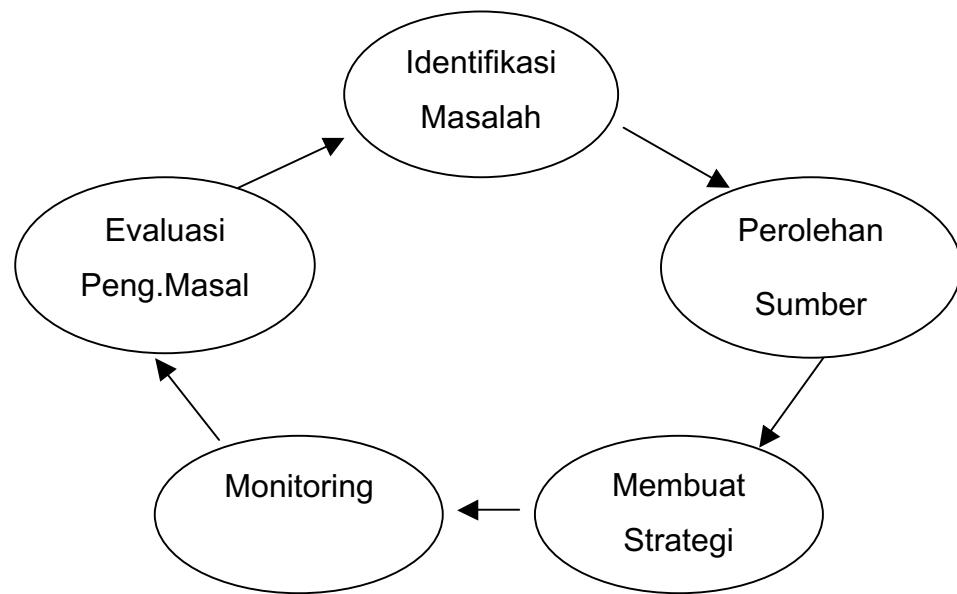 Identifikasi
Masalah
Perolehan
Sumber
Membuat
Strategi
Monitoring
Evaluasi
Peng.Masal